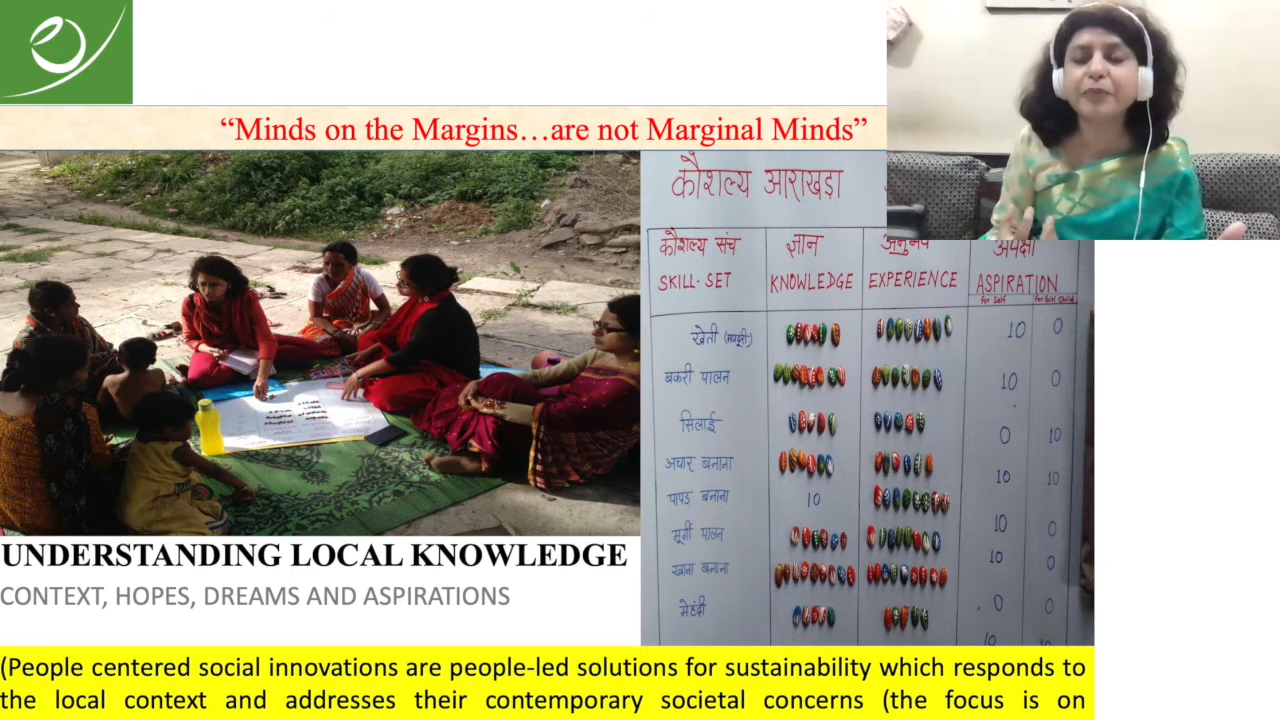 “Minds on the Margins…are not Marginal Minds”
कौशल्य आराखड़ा
कौशल्य संच ज्ञान अनुभव अपेक्षा
SKILL-SET KNOWLEDGE EXPERIENCE ASPIRATION
For Self For Girl Child
खेती (मजदूरी) 10 0
बकरी पालन 10 0
सिलाई 0 10
अचार बनाना 10 10
पापड़ बनाना 10 10 0
मूर्गी पालन 10 0
खाना बनाना 0 0
मेहंदी 10 10
UNDERSTANDING LOCAL KNOWLEDGE
CONTEXT, HOPES, DREAMS AND ASPIRATIONS
(People centered social innovations are people-led solutions for sustainability which responds to
the local context and addresses their contemporary societal concerns (the focus is on